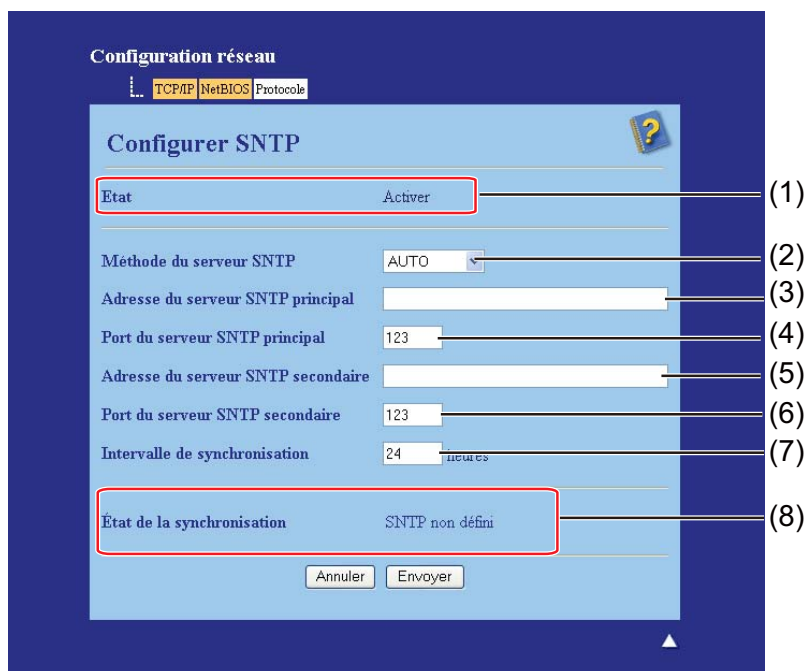 Configuration réseau
TCP/IP NetBIOS Protocole
Configurer SNTP
Etat Activer (1)
Méthode du serveur SNTP AUTO (2)
Adresse du serveur SNTP principal (3)
Port du serveur SNTP principal 123 (4)
Adresse du serveur SNTP secondaire (5)
Port du serveur SNTP secondaire 123 (6)
Intervalle de synchronisation 24 heures (7)
État de la synchronisation SNTP non défini (8)
Annuler Envoyer